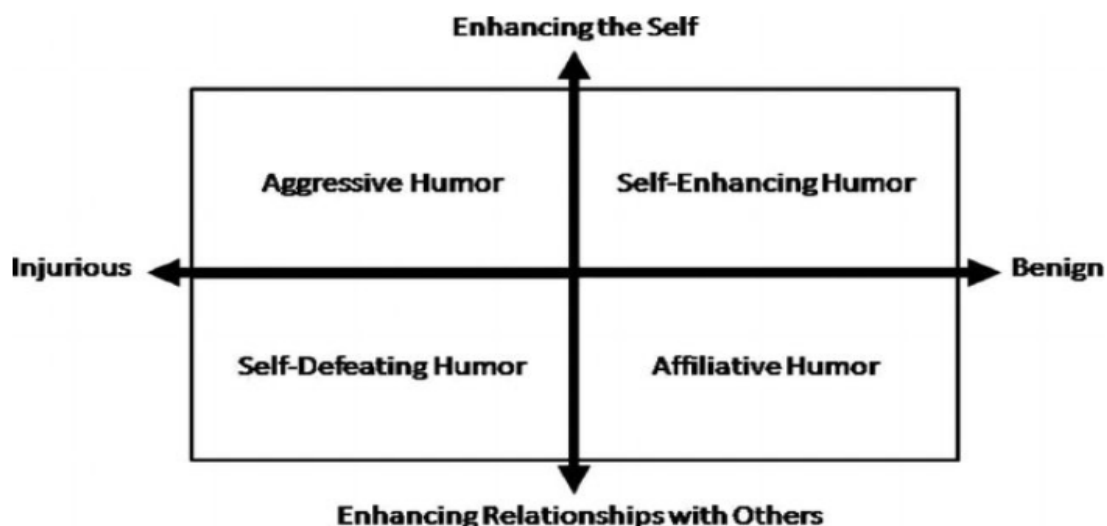 Enhancing the Self
Aggressive Humor
Self-Enhancing Humor
Injurious
Benign
Self-Defeating Humor
Affiliative Humor
Enhancing Relationships with Others